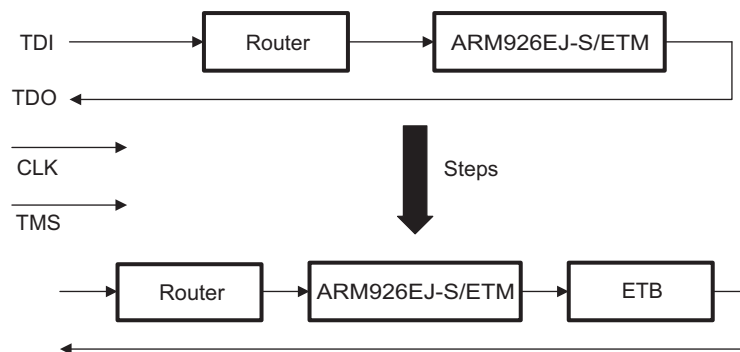 TDI
Router
ARM926EJ-S/ETM
TDO
CLK
Steps
TMS
Router
ARM926EJ-S/ETM
ETB